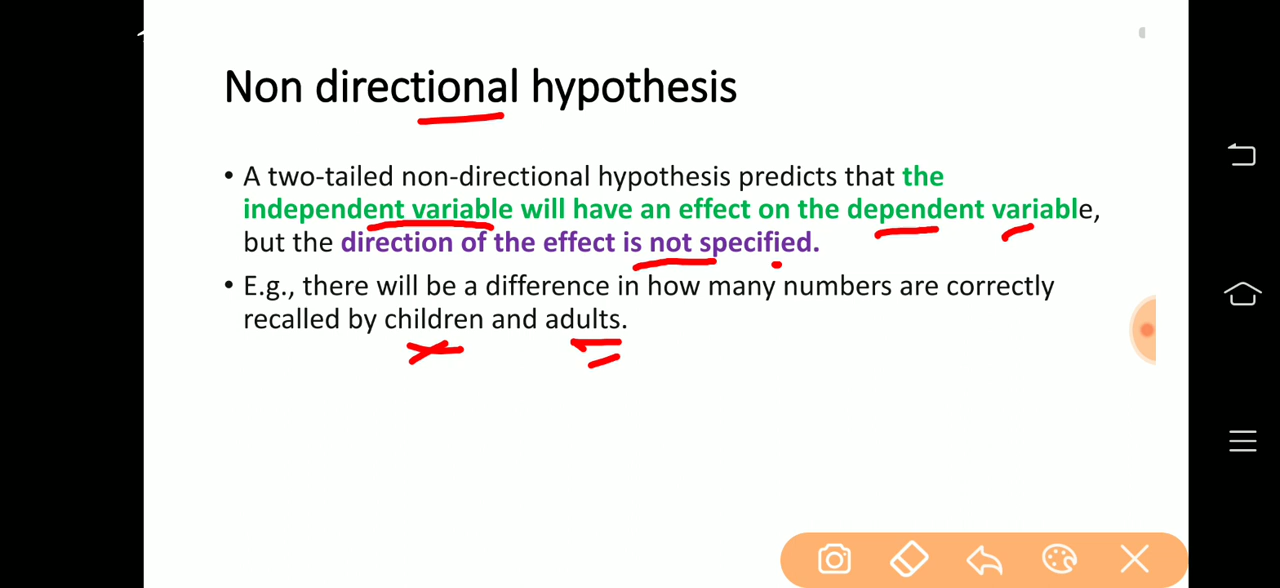 Non directional hypothesis
• A two-tailed non-directional hypothesis predicts that the
independent variable will have an effect on the dependent variable,
but the direction of the effect is not specified.
• E.g., there will be a difference in how many numbers are correctly
recalled by children and adults.